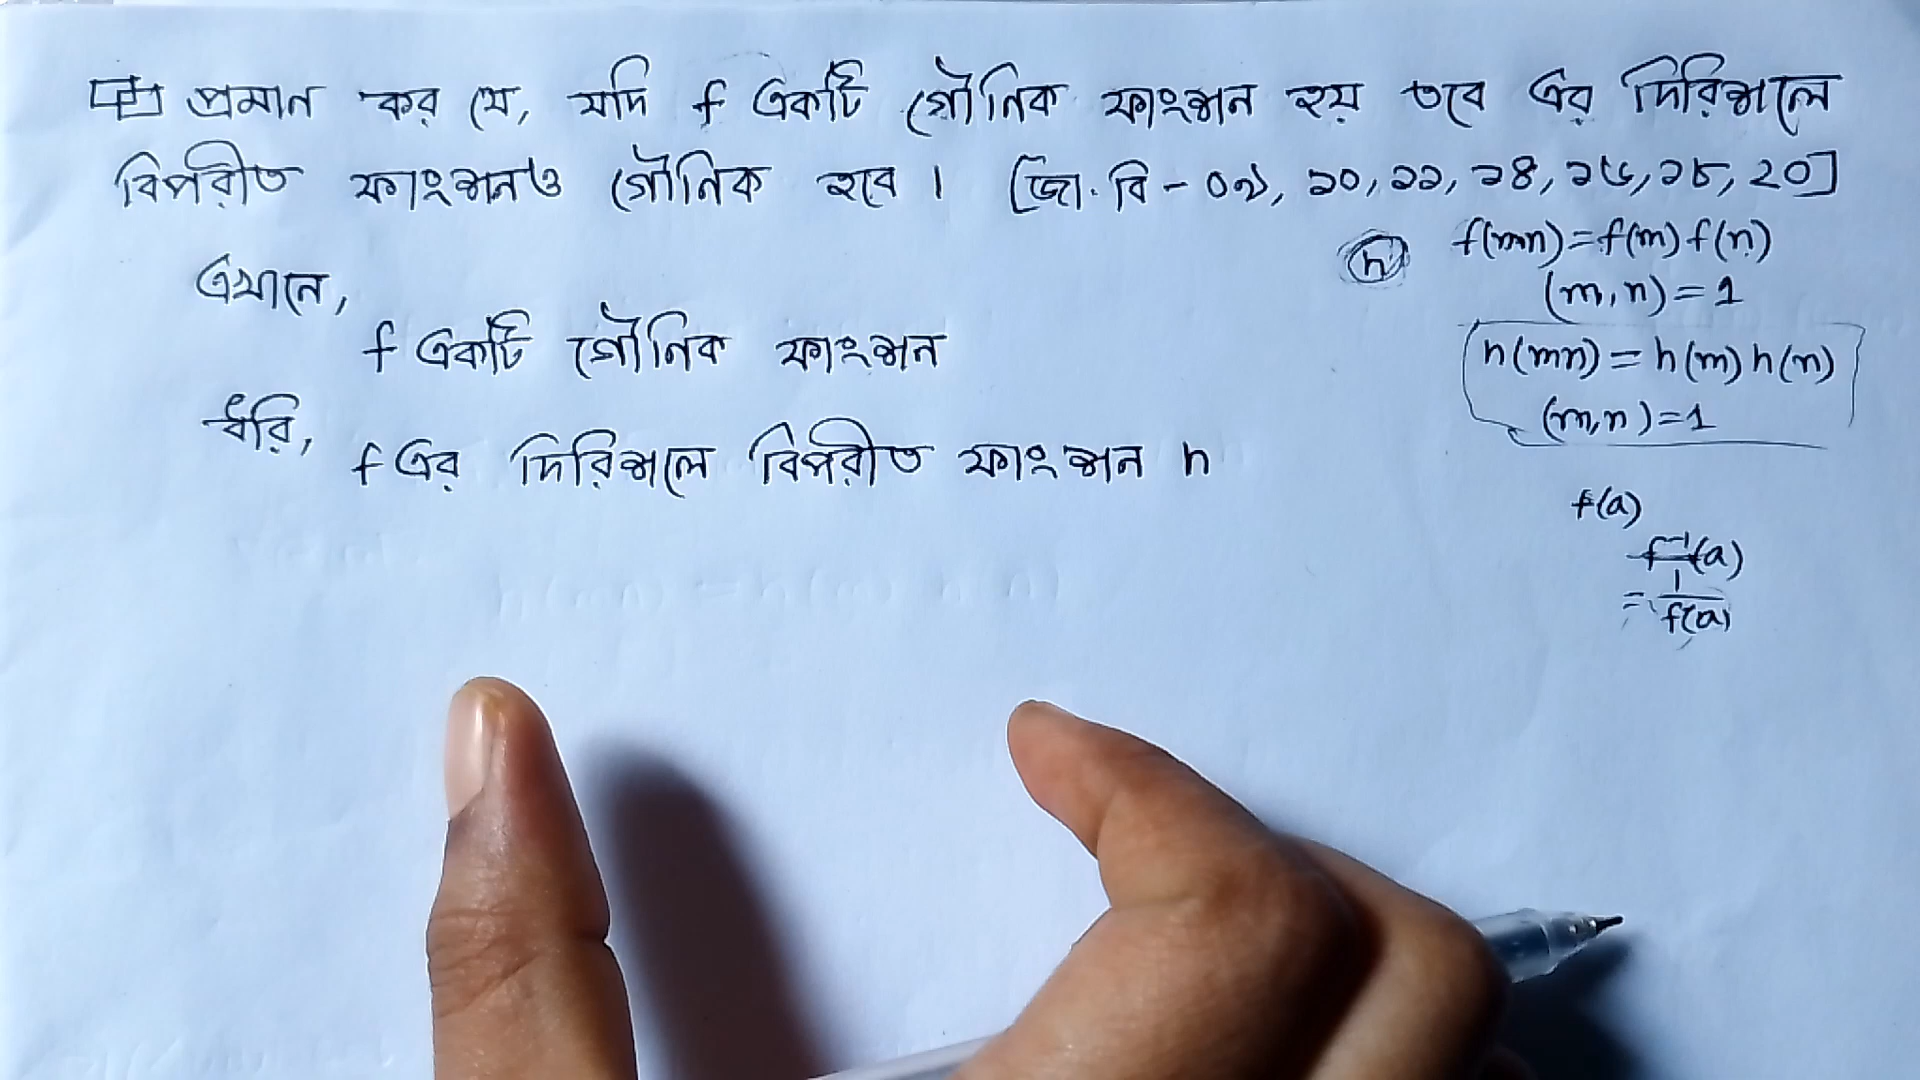 প্রমান কর যে, যদি f একটি গৌনিক ফাংশন হয় তবে এর দিরিশলে
বিপরীত ফাংশনও গৌনিক হবে । [জা. বি - ০৯, ১০, ১১, ১৪, ১৬, ১৮, ২০]
f(mn) = f(m) f(n)
h
(m, n) = 1
এখানে,
f একটি গৌনিক ফাংশন
h(mn) = h(m) h(n)
(m, n) = 1
ধরি,
f এর দিরিশলে বিপরীত ফাংশন h
f(a)
f⁻¹(a)
= 1/f(a)